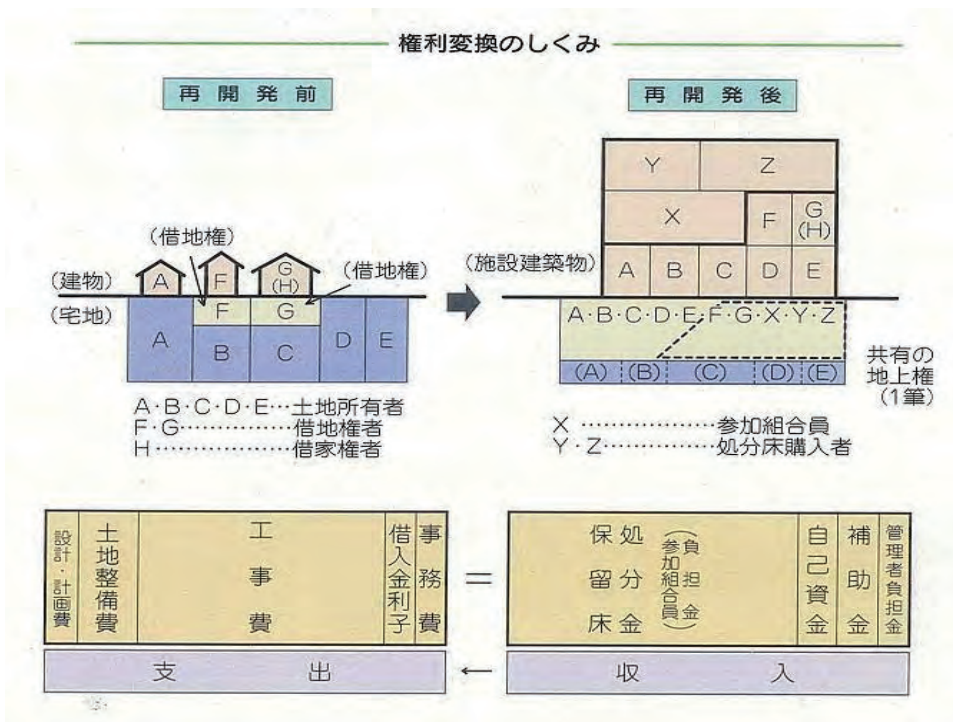 権利変換のしくみ
再開発前
再開発後
Y
Z
X
F
G
(H)
A
B
C
D
E
(施設建築物)
(借地権)
(借地権)
(建物)
A
F
G
(H)
(宅地)
F
G
A
B
C
D
E
A・B・C・D・E
F・G・X・Y・Z
(A)
(B)
(C)
(D)
(E)
共有の
地上権
(1筆)
A・B・C・D・E…土地所有者
F・G……………借地権者
H…………………借家権者
X ………………参加組合員
Y・Z……………処分床購入者
設計・計画費
土地整備費
工事費
借入金利子
事務費
=
保留床
処分金
(参加組合員
負担金)
自己資金
補助金
管理者負担金
支出
←
収入